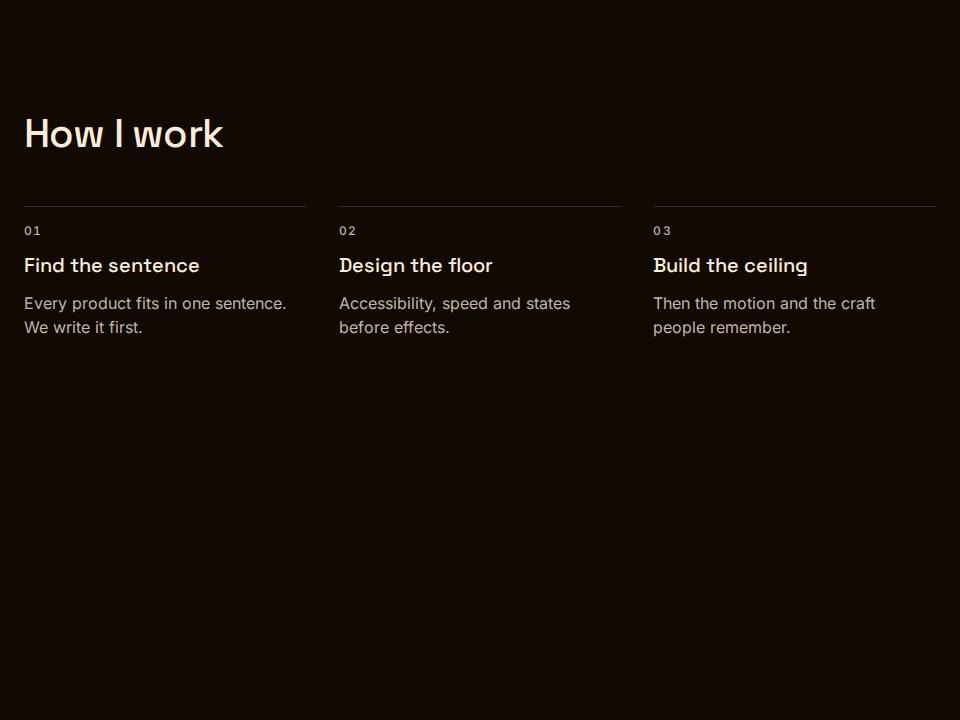 How I work
01
Find the sentence
Every product fits in one sentence.
We write it first.
02
Design the floor
Accessibility, speed and states
before effects.
03
Build the ceiling
Then the motion and the craft
people remember.